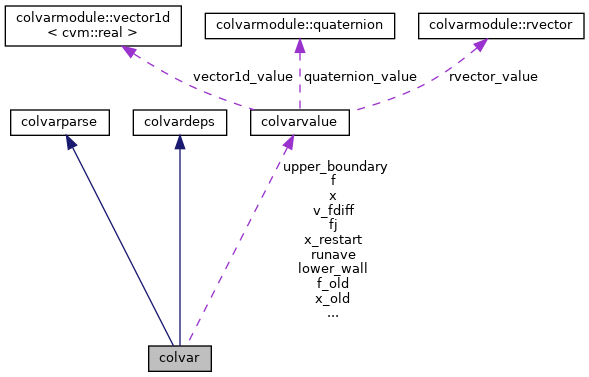 colvarmodule::vector1d
< cvm::real >
colvarmodule::quaternion
colvarmodule::rvector
vector1d_value
quaternion_value
rvector_value
colvarparse
colvardeps
colvarvalue
upper_boundary
f
x
v_fdiff
fj
x_restart
runave
lower_wall
f_old
x_old
...
colvar